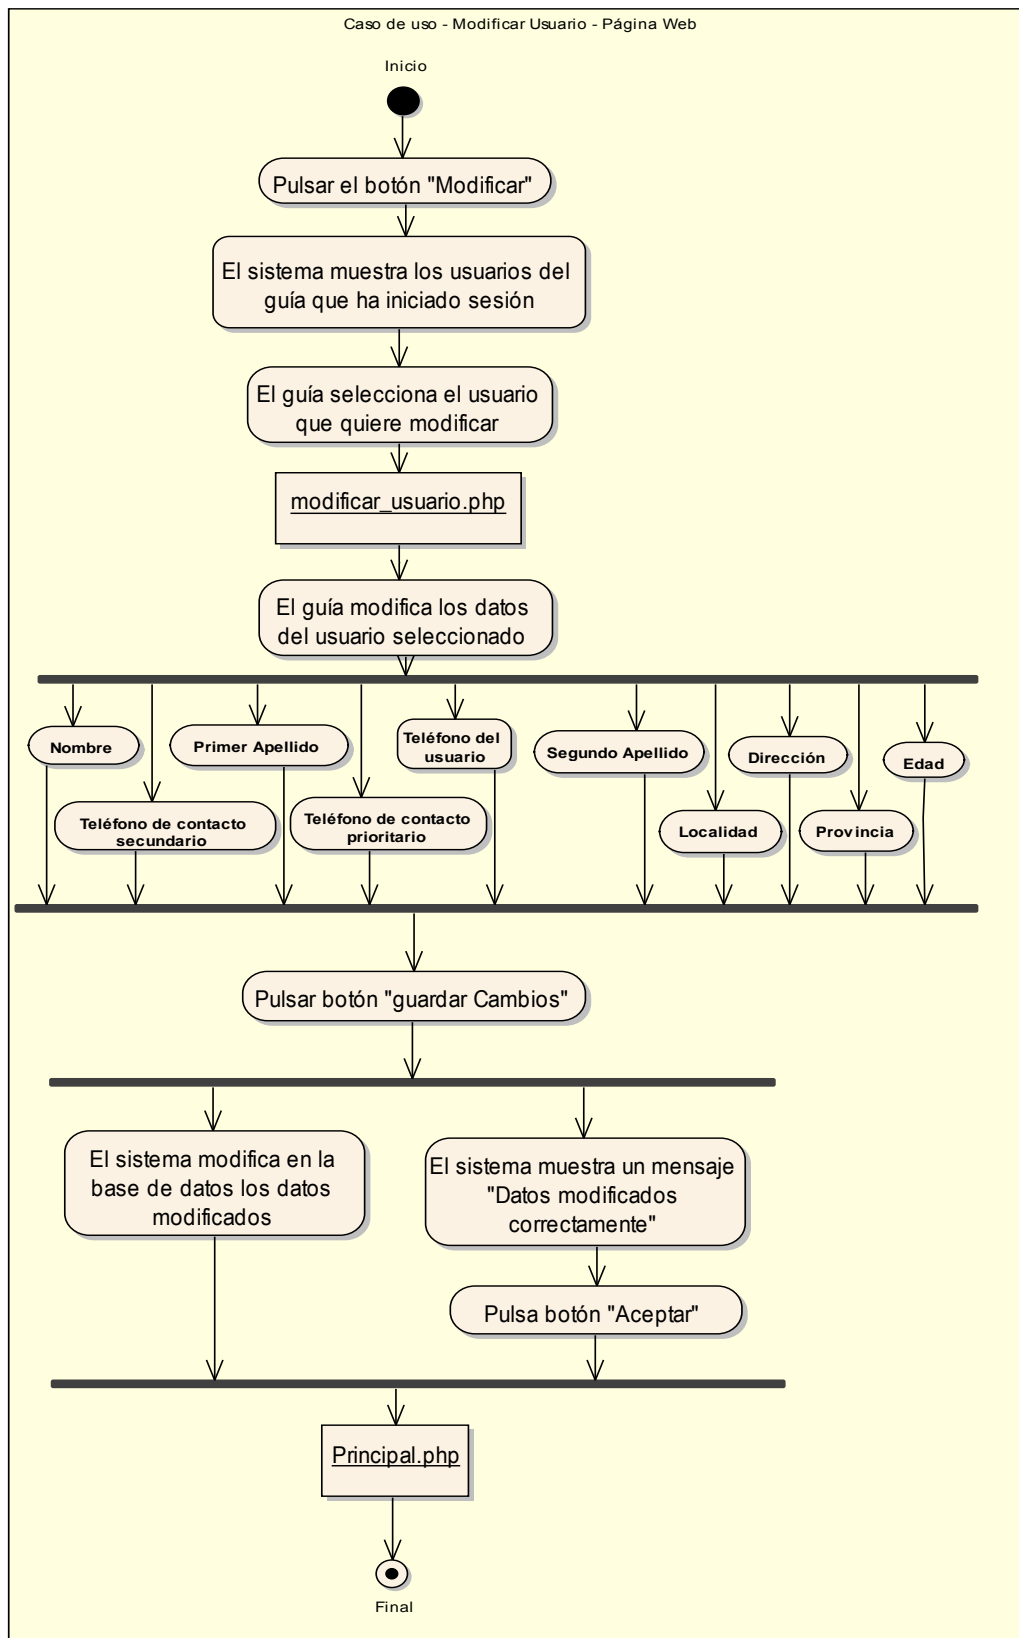 Caso de uso - Modificar Usuario - Página Web
Inicio
Pulsar el botón "Modificar"
El sistema muestra los usuarios del
guía que ha iniciado sesión
El guía selecciona el usuario
que quiere modificar
modificar_usuario.php
El guía modifica los datos
del usuario seleccionado
Nombre
Primer Apellido
Teléfono del
usuario
Segundo Apellido
Dirección
Edad
Teléfono de contacto
secundario
Teléfono de contacto
prioritario
Localidad
Provincia
Pulsar botón "guardar Cambios"
El sistema modifica en la
base de datos los datos
modificados
El sistema muestra un mensaje
"Datos modificados
correctamente"
Pulsa botón "Aceptar"
Principal.php
Final